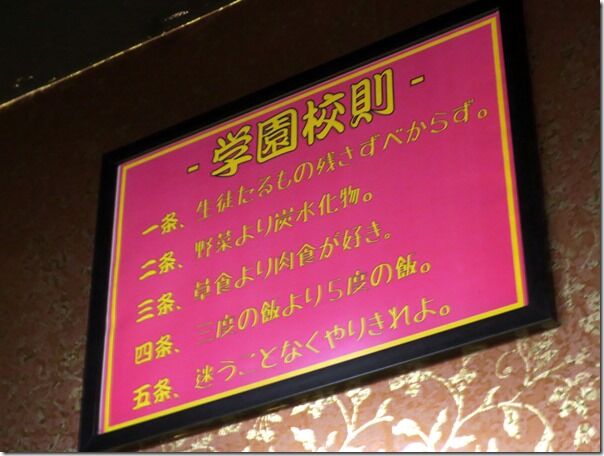 - 学園校則 -
一条、生徒たるもの残さずべからず。
二条、野菜より炭水化物。
三条、草食より肉食が好き。
四条、三度の飯より5度の飯。
五条、迷うことなくやりきれよ。